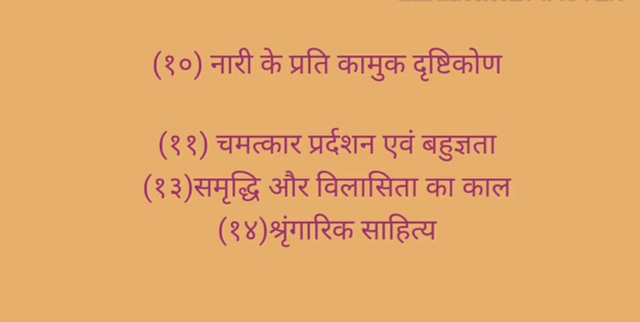 (१०) नारी के प्रति कामुक दृष्टिकोण
(११) चमत्कार प्रर्दशन एवं बहुज्ञता
(१३)समृद्धि और विलासिता का काल
(१४)श्रृंगारिक साहित्य